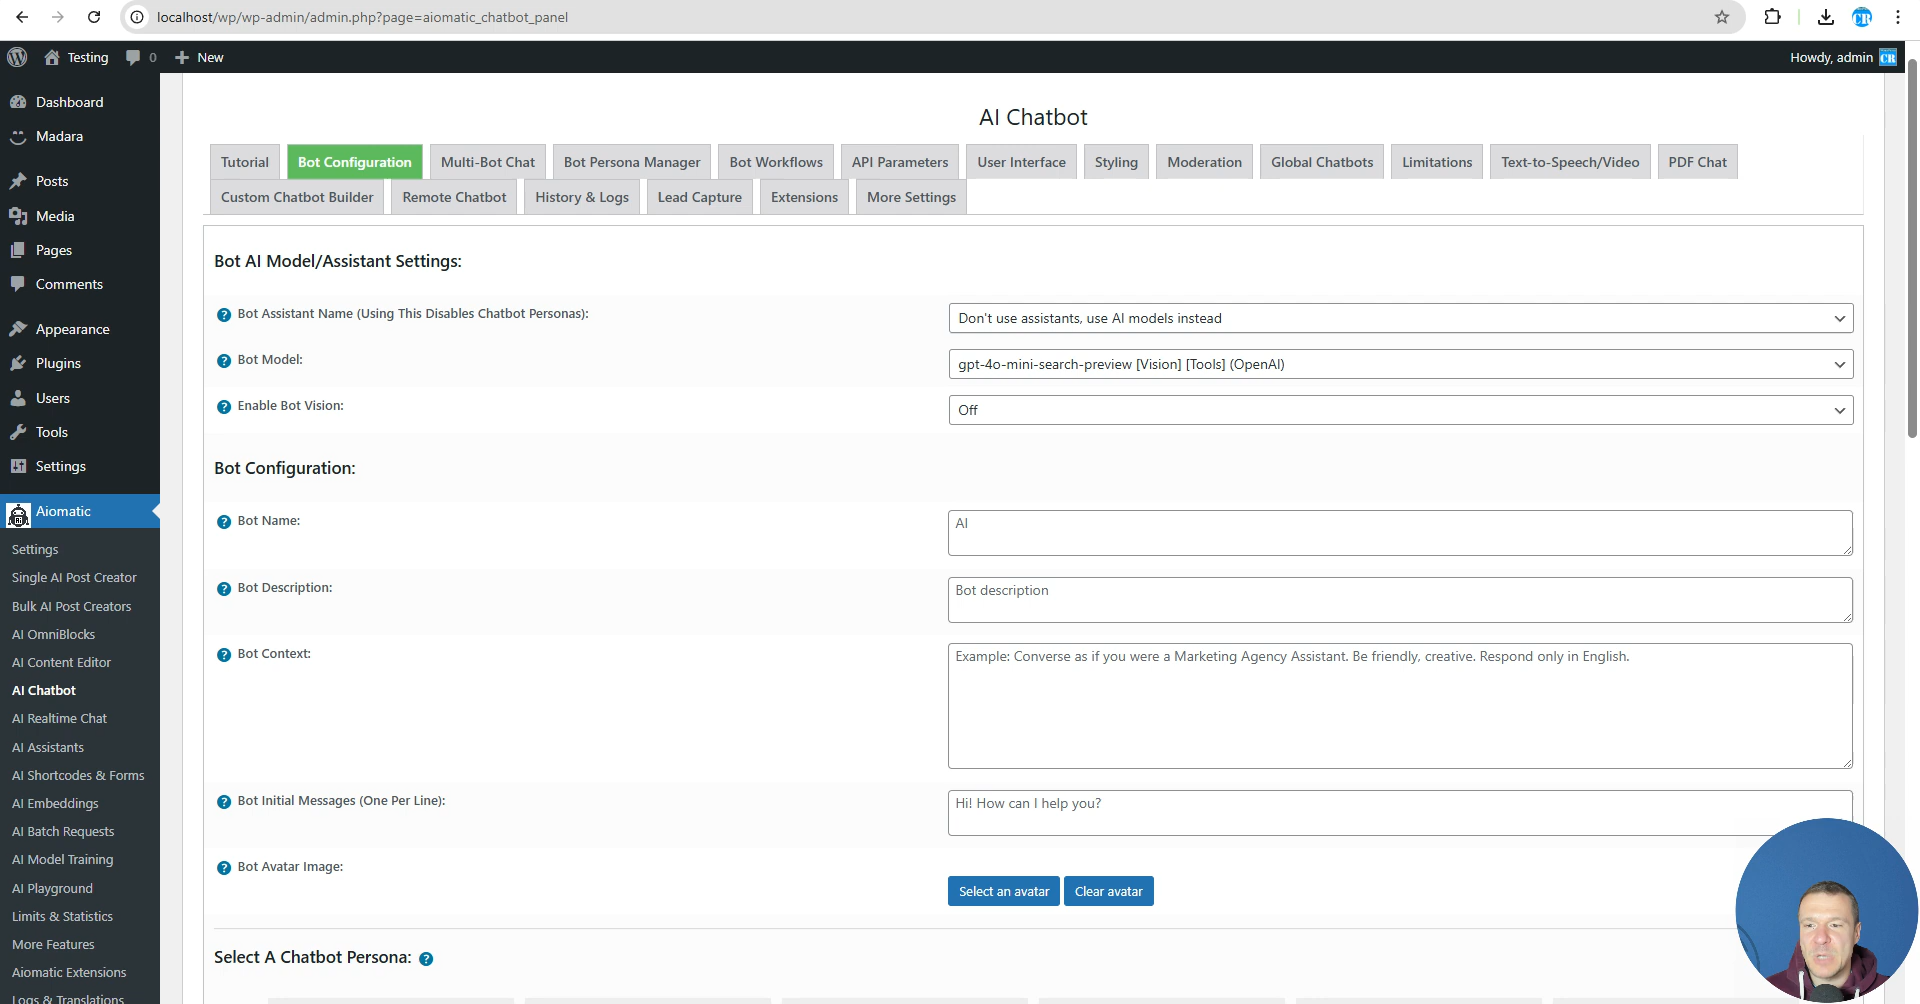 localhost/wp/wp-admin/admin.php?page=aiomatic_chatbot_panel
CR
Testing
0
New
Howdy, admin
CR
Dashboard
Madara
Posts
Media
Pages
Comments
Appearance
Plugins
Users
Tools
Settings
Aiomatic
Settings
Single AI Post Creator
Bulk AI Post Creators
AI OmniBlocks
AI Content Editor
AI Chatbot
AI Realtime Chat
AI Assistants
AI Shortcodes & Forms
AI Embeddings
AI Batch Requests
AI Model Training
AI Playground
Limits & Statistics
More Features
Aiomatic Extensions
Logs & Translations
AI Chatbot
Tutorial
Bot Configuration
Multi-Bot Chat
Bot Persona Manager
Bot Workflows
API Parameters
User Interface
Styling
Moderation
Global Chatbots
Limitations
Text-to-Speech/Video
PDF Chat
Custom Chatbot Builder
Remote Chatbot
History & Logs
Lead Capture
Extensions
More Settings
Bot AI Model/Assistant Settings:
Bot Assistant Name (Using This Disables Chatbot Personas):
Don't use assistants, use AI models instead
Bot Model:
gpt-4o-mini-search-preview [Vision] [Tools] (OpenAI)
Enable Bot Vision:
Off
Bot Configuration:
Bot Name:
AI
Bot Description:
Bot description
Bot Context:
Example: Converse as if you were a Marketing Agency Assistant. Be friendly, creative. Respond only in English.
Bot Initial Messages (One Per Line):
Hi! How can I help you?
Bot Avatar Image:
Select an avatar
Clear avatar
Select A Chatbot Persona: